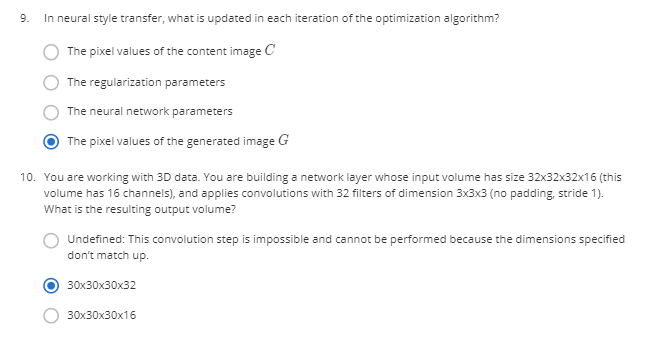 9. In neural style transfer, what is updated in each iteration of the optimization algorithm?
The pixel values of the content image C
The regularization parameters
The neural network parameters
The pixel values of the generated image G
10. You are working with 3D data. You are building a network layer whose input volume has size 32x32x32x16 (this
volume has 16 channels), and applies convolutions with 32 filters of dimension 3x3x3 (no padding, stride 1).
What is the resulting output volume?
Undefined: This convolution step is impossible and cannot be performed because the dimensions specified
don't match up.
30x30x30x32
30x30x30x16